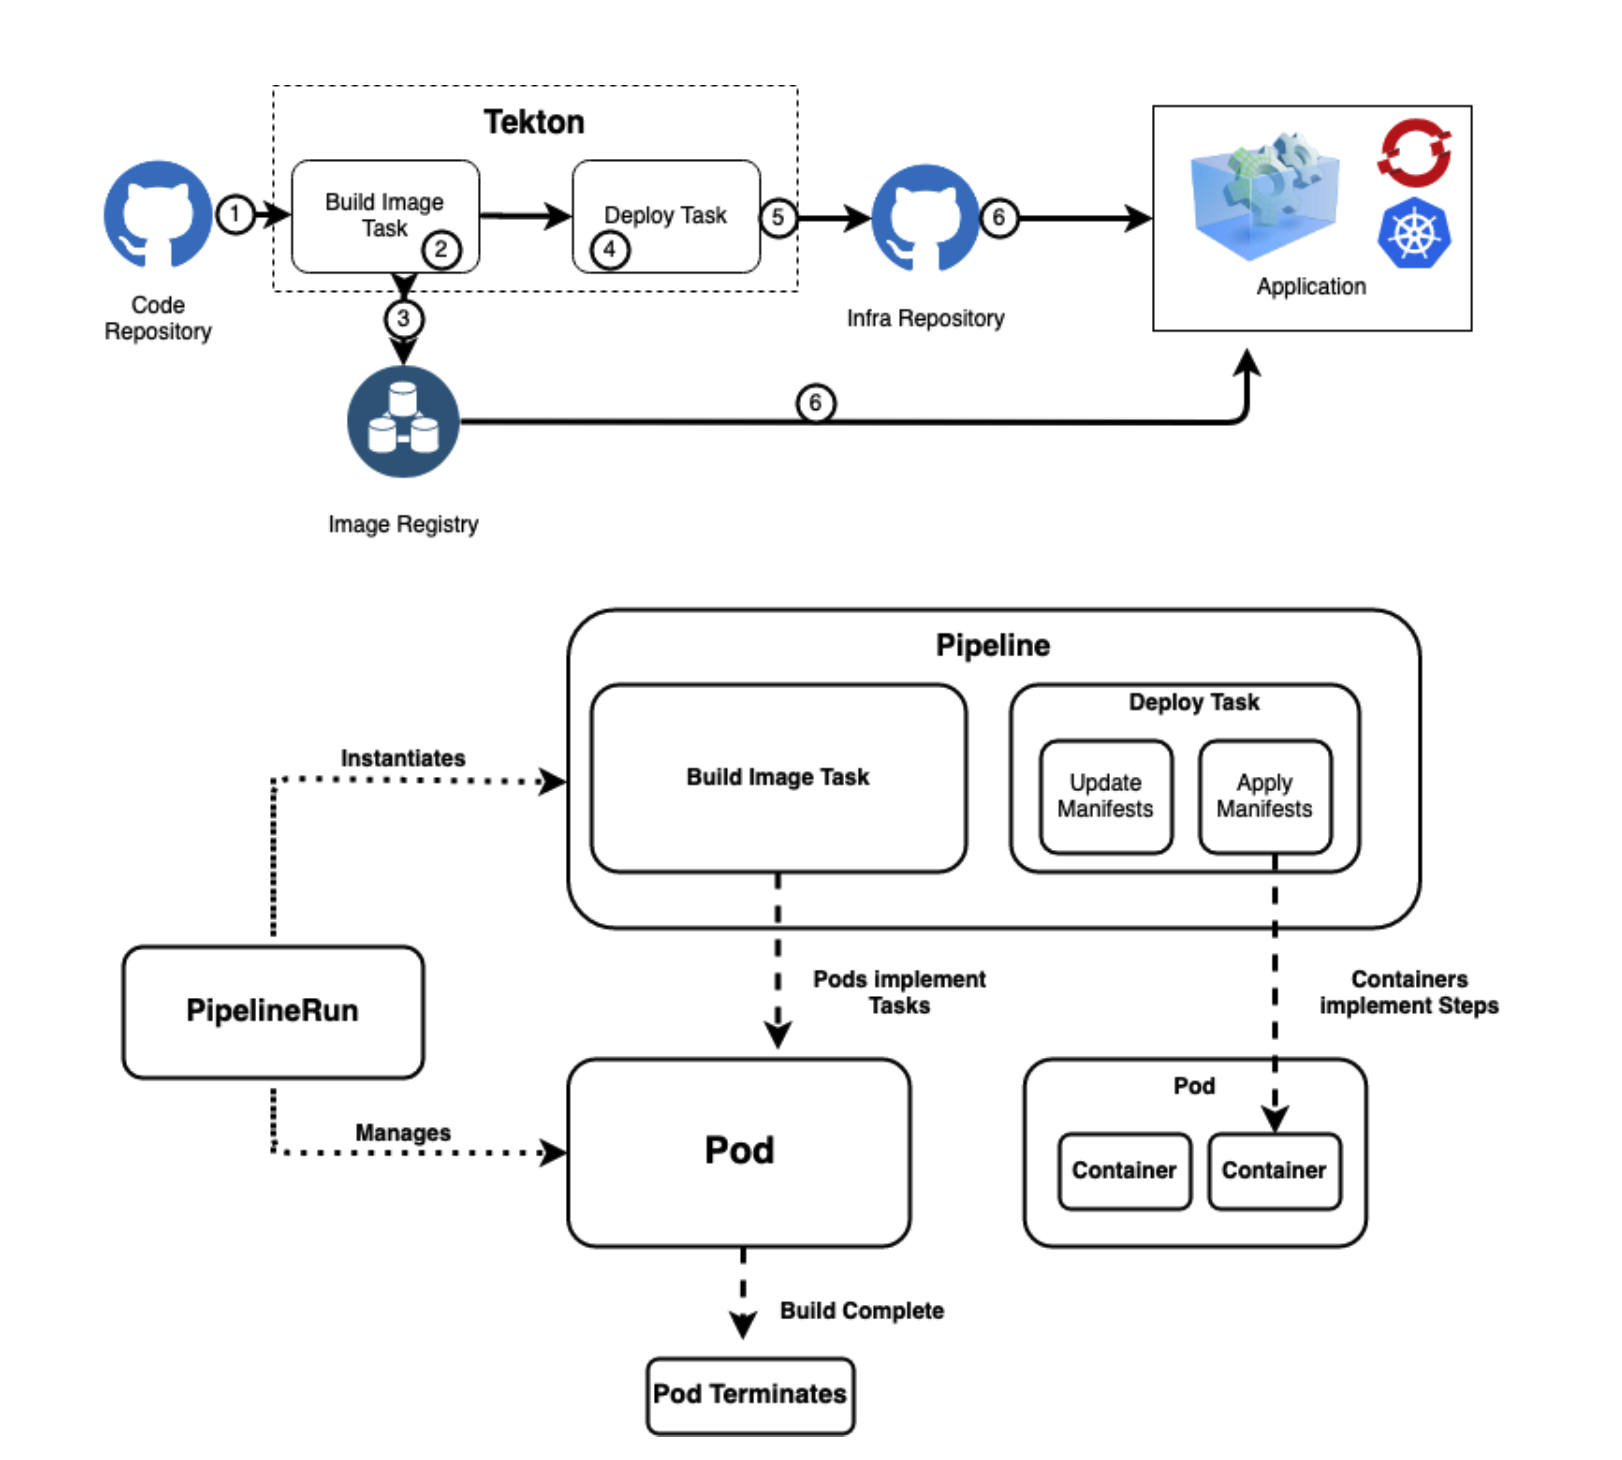 Tekton
1
Build Image
Task
2
Deploy Task
4
5
6
Code
Repository
3
Infra Repository
Application
6
Image Registry
Pipeline
Deploy Task
Instantiates
Build Image Task
Update
Manifests
Apply
Manifests
PipelineRun
Pods implement
Tasks
Containers
implement Steps
Manages
Pod
Pod
Container
Container
Build Complete
Pod Terminates